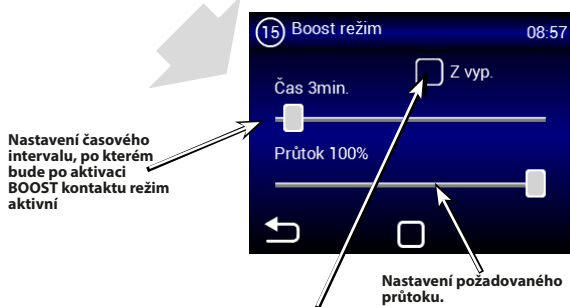 15 Boost režim 08:57
Z vyp.
Čas 3min.
Průtok 100%
Nastavení časového
intervalu, po kterém
bude po aktivaci
BOOST kontaktu režim
aktivní
Nastavení požadovaného
průtoku.